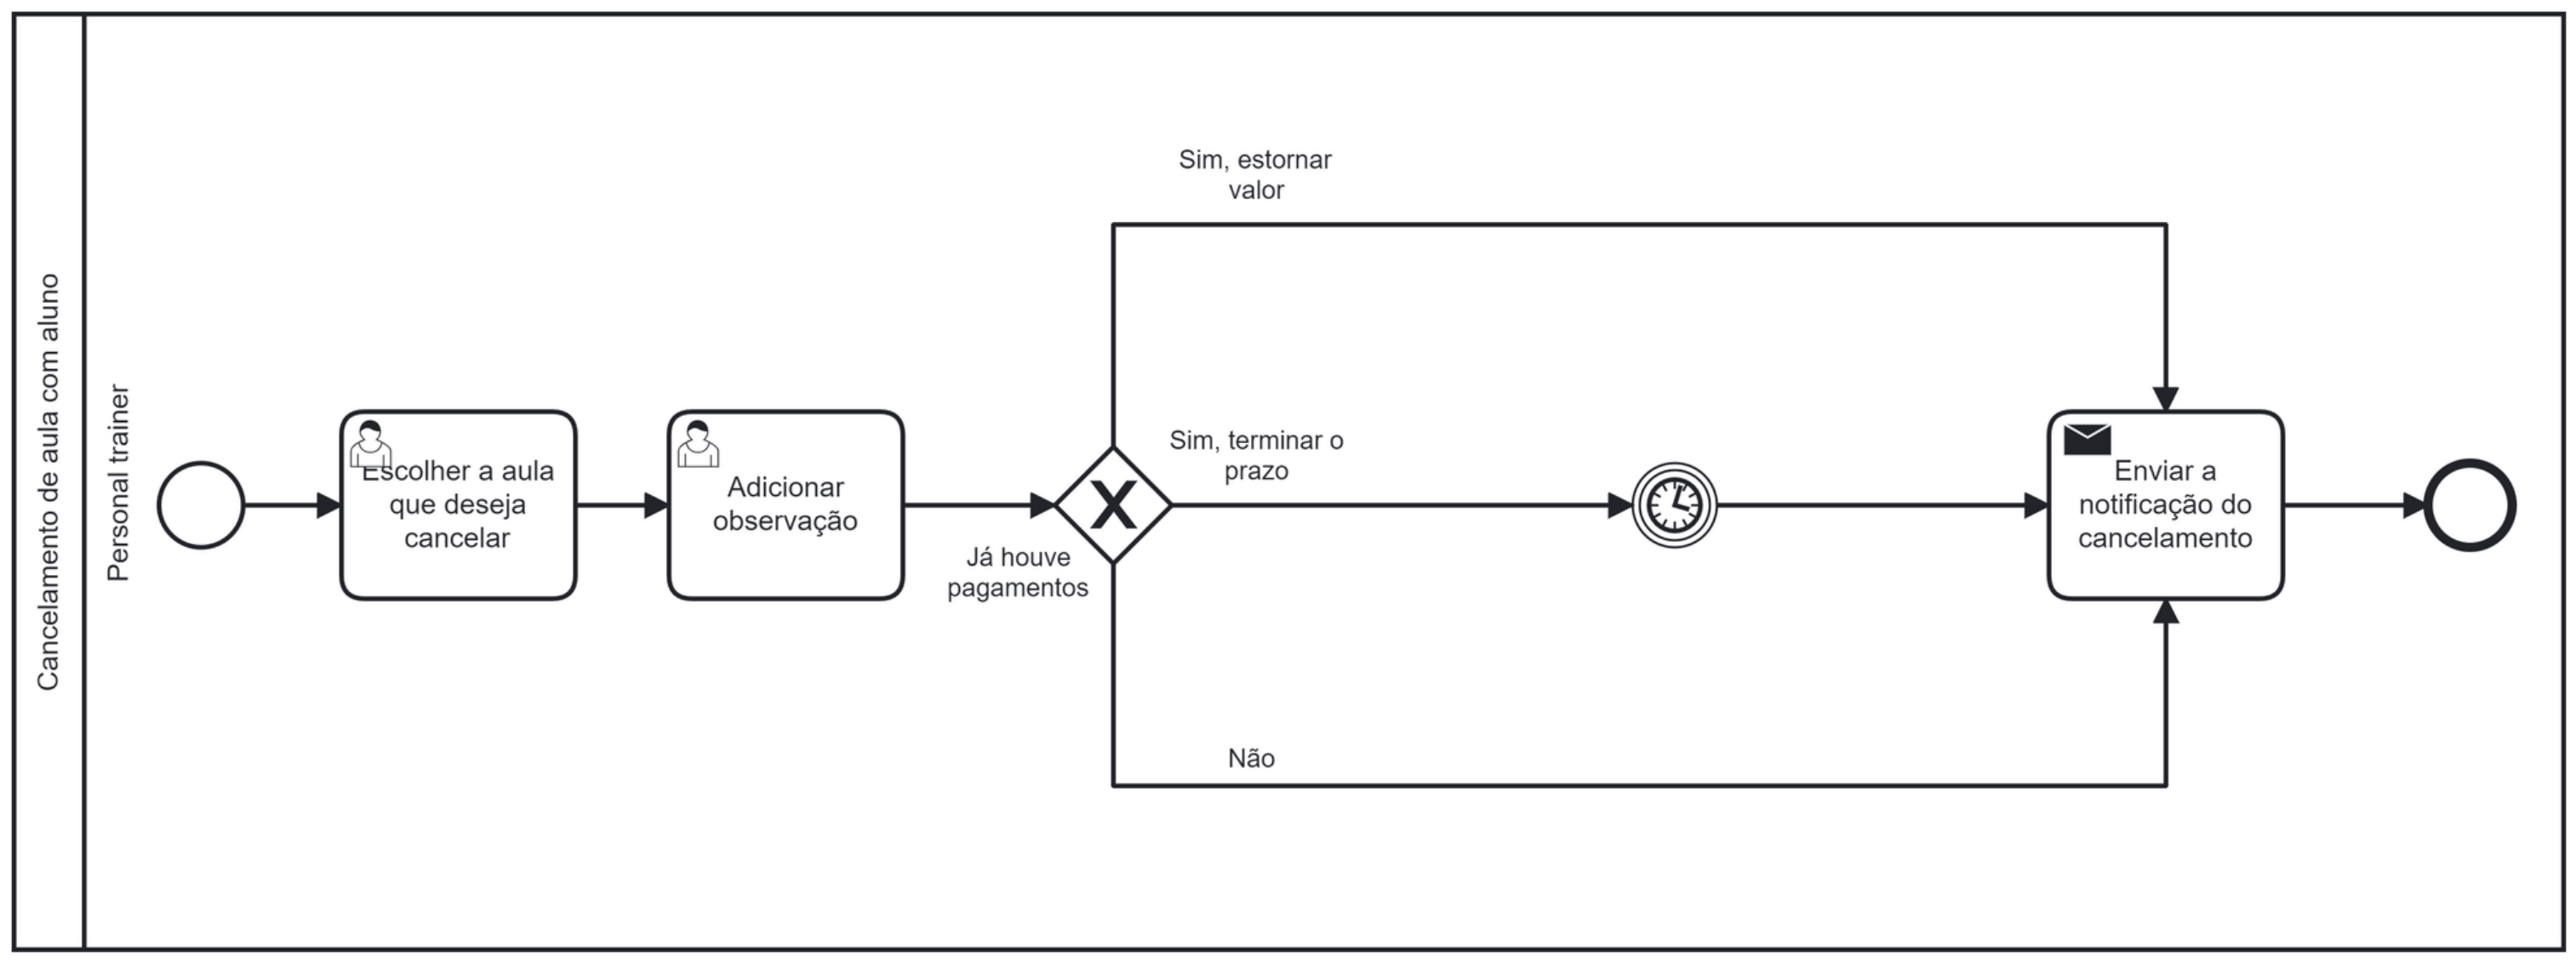 Cancelamento de aula com aluno
Personal trainer
Escolher a aula
que deseja
cancelar
Adicionar
observação
Já houve
pagamentos
Sim, estornar
valor
Sim, terminar o
prazo
Não
Enviar a
notificação do
cancelamento